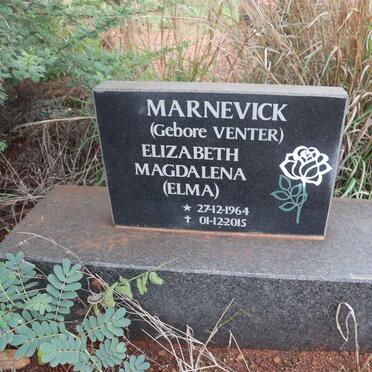 MARNEVICK
(Gebore VENTER)
ELIZABETH
MAGDALENA
(ELMA)
★ 27-12-1964
✝ 01-12-2015